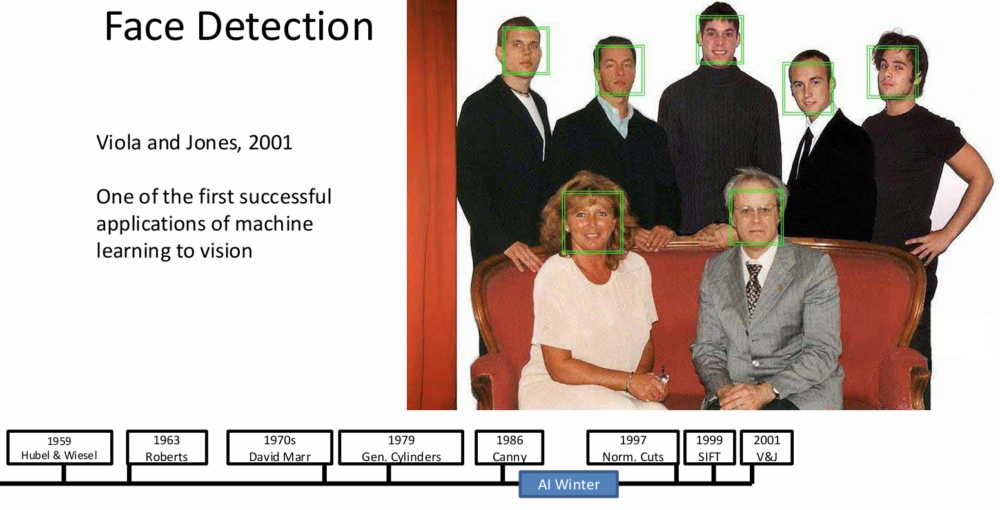 Face Detection
Viola and Jones, 2001
One of the first successful
applications of machine
learning to vision
1959
Hubel & Wiesel
1963
Roberts
1970s
David Marr
1979
Gen. Cylinders
1986
Canny
1997
Norm. Cuts
1999
SIFT
2001
V&J
AI Winter